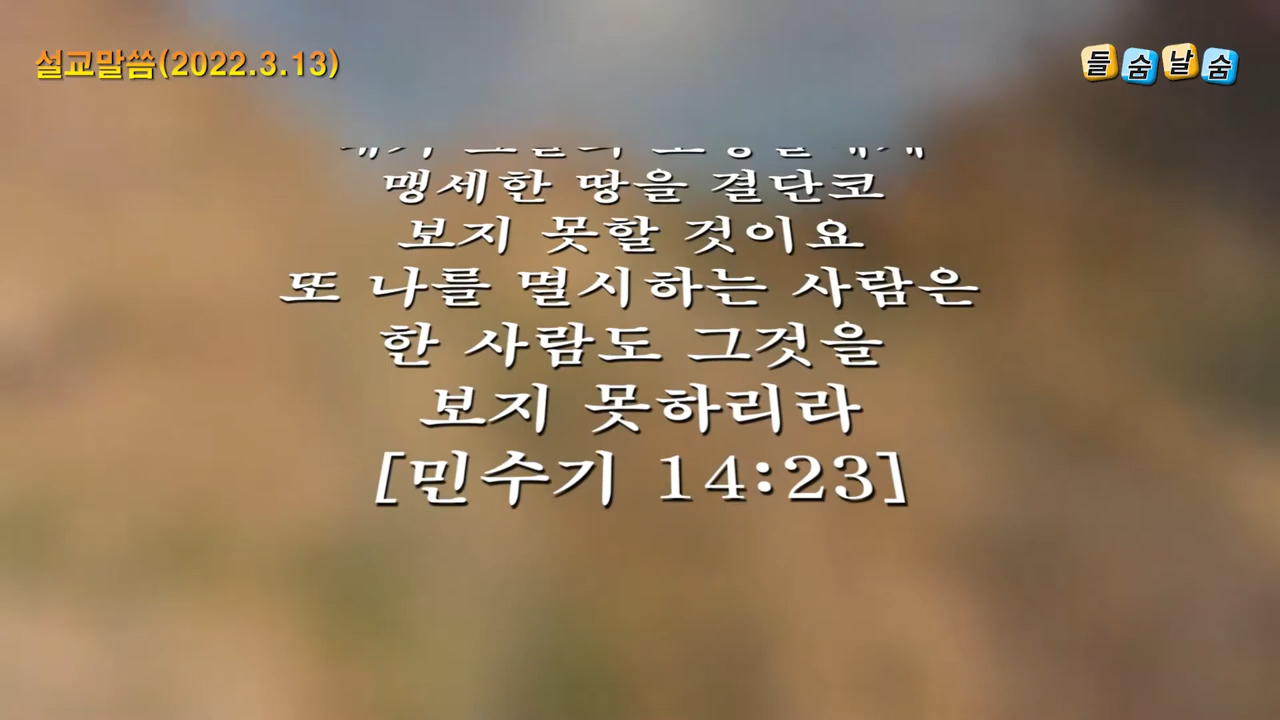 설교말씀(2022.3.13)
들숨날숨
맹세한 땅을 결단코
보지 못할 것이요
또 나를 멸시하는 사람은
한 사람도 그것을
보지 못하리라
[민수기 14:23]